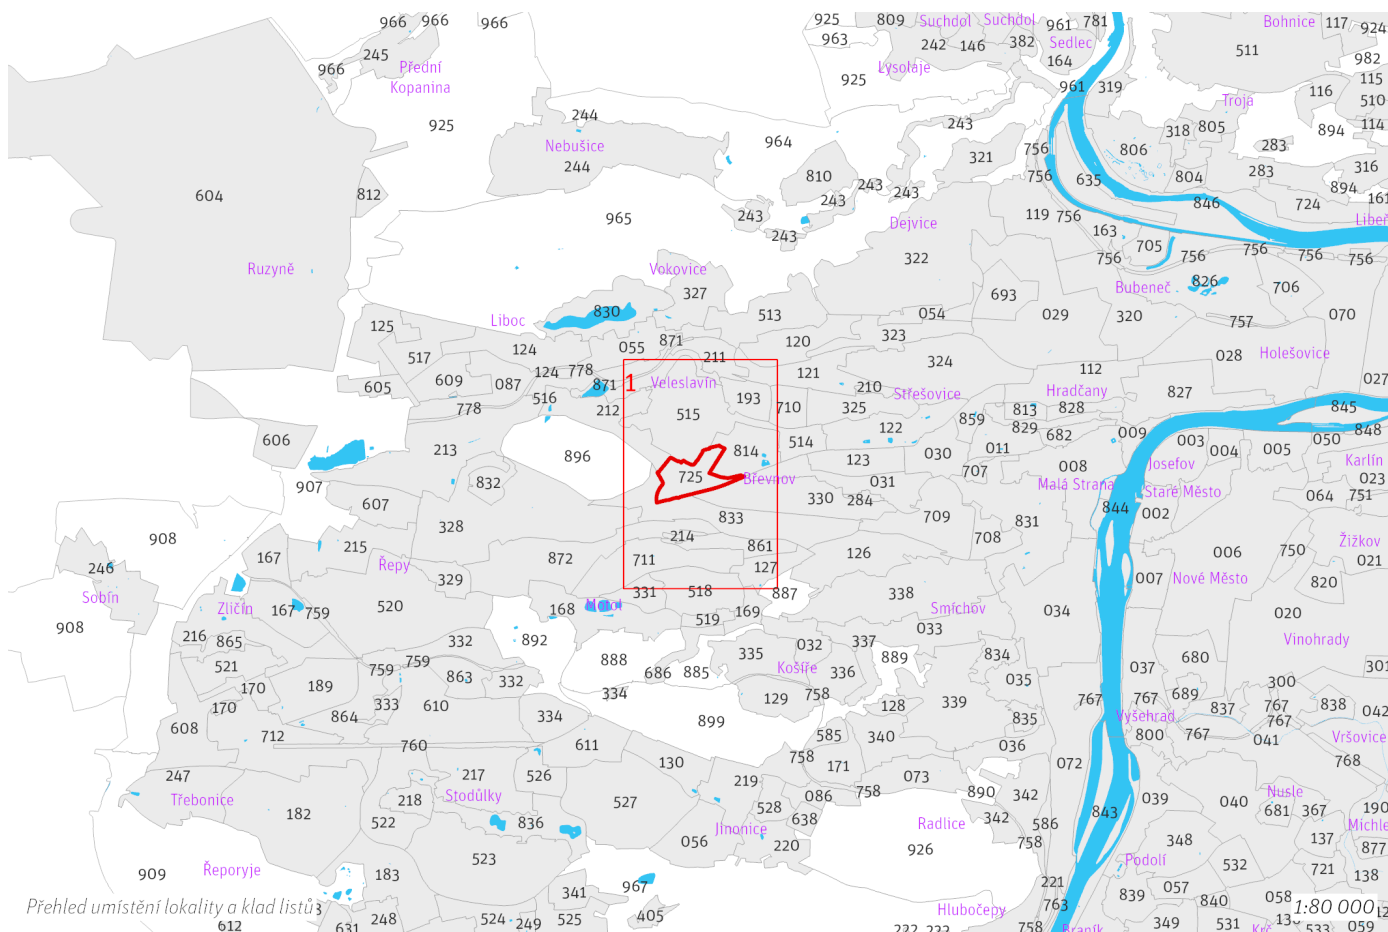 966 966 966 925 809 Suchdol Suchdol 961 781 Bohnice 117 924
245 963 242 146 382 Sedlec 511
966 Přední Lysolaje 164 982
Kopanina 925 961 319 115
116 510
244 925 243 Troja
964 318 805 894 114
Nebušice 756 806 283
244 321 316
810 756 635 804 283 894
604 812 243 243 243 846 724 161
965 243 119 756
243 Dejvice 163
705
322 756 756 756 756 756
Ruzyně Vokovice Bubeneč 826 706
327 693
830 513 054 029 320 757 070
Liboc
125 871 323
517 124 055 120 028 Holešovice
211 324
124 778 121 112
605 609 087 871 1 Veleslavín 210 Hradčany 027
516 193 Střešovice 827
778 212 515 710 325 859 813 828 845
122 829 009 848
606 514 682 003 050
213 896 814 030 011 004 005
123 Josefov Karlín
832 725 Břevnov 031 707 008 023
907 Malá Strana Staré Město 064 751
607 330 284 844
328 833 709 831 002
908 214 708 Žižkov
215 861 006 750
246 167 872 711 126 021
Řepy 127
329 007 Nové Město 820
Sobín 331 518 887 338
Zličín 167 759 520 168 Motol 169 Smíchov 034 020
908 519 033
216 865 332 892 Vinohrady
335 032 337 834
521 759 759 888 889 037 680
863 332 686 885 Košíře 336 035
170 189 334 300
170 333 610 129 758 128 339 767 767 689 838
864 334 899 837 767 042
608 712 585 835 Vyšehrad 767
611 340 800 767 041 Vršovice
760 036
758 171 072 768
247 217 526 130 219 073
Třebonice 218 Stodůlky 527 086 758 890 342 039 040 Nusle
182 528 342 681 367 190
522 836 638 Radlice 586 843
Jinonice 137 Michle
056 220 926 758 348 877
523 Podolí 532 721
909 Řeporyje 183 138
341 967 221 839 057 058
Přehled umístění lokality a klad listů 405 Hlubočepy 763 840 1:80 000
612 631 248 524 249 525 758 Braník 349 531